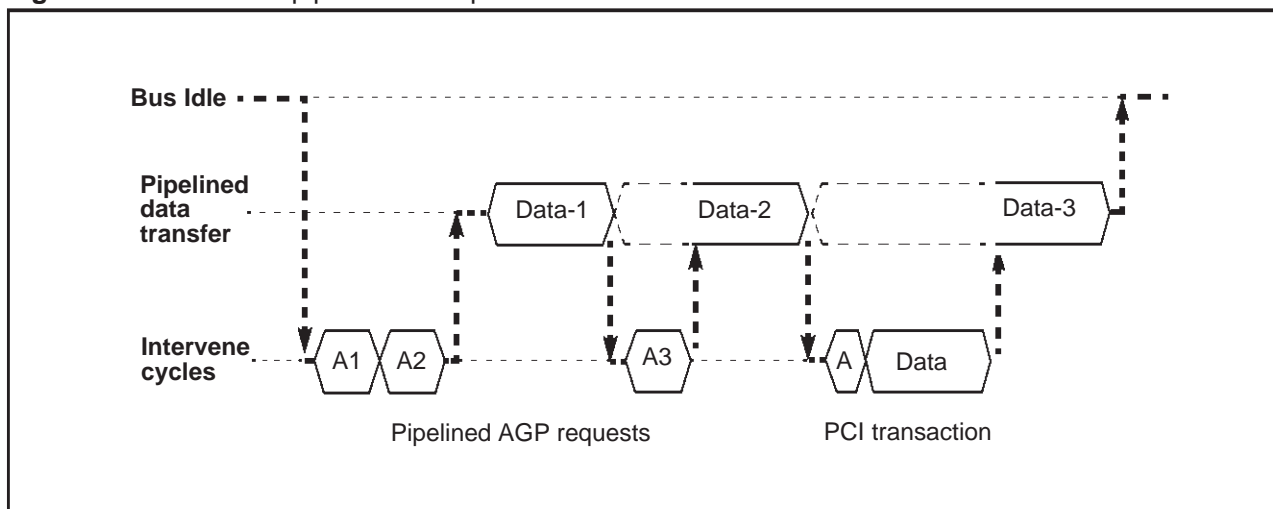 Bus Idle
Pipelined
data
transfer
Data-1
Data-2
Data-3
Intervene
cycles
A1
A2
A3
A
Data
Pipelined AGP requests
PCI transaction